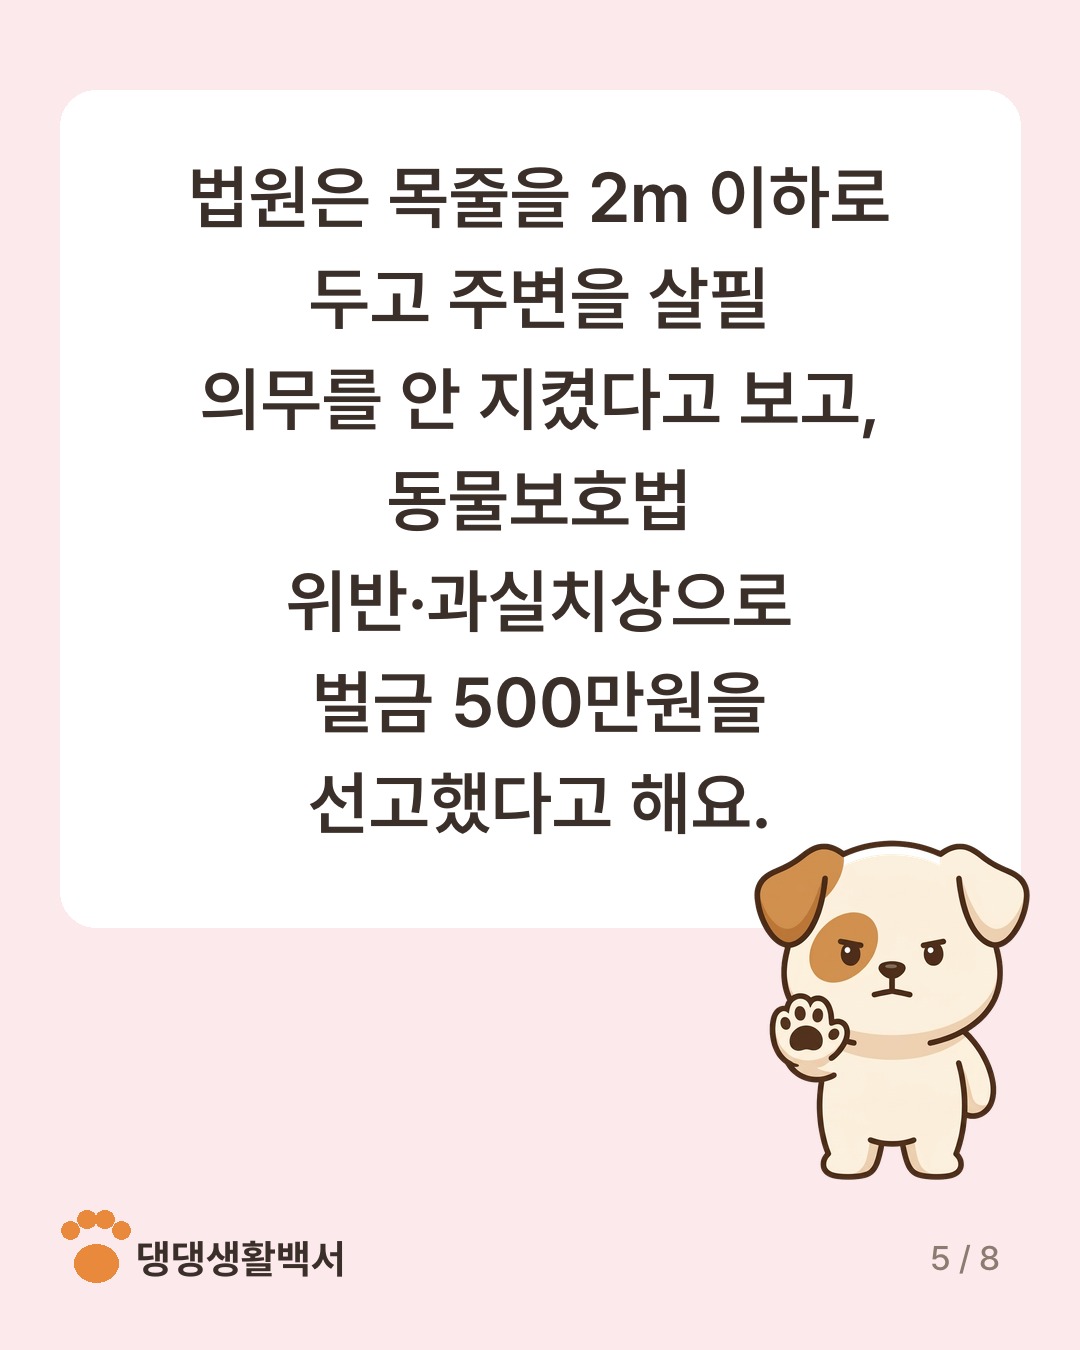 법원은 목줄을 2m 이하로
두고 주변을 살필
의무를 안 지켰다고 보고,
동물보호법
위반·과실치상으로
벌금 500만원을
선고했다고 해요.
댕댕생활백서
5 / 8